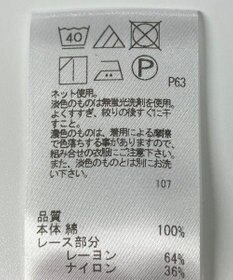 40
P
P63
ネット使用。
淡色のものは無蛍光洗剤を使用。
よくすすぎ、絞りの後すぐに干す
こと。
濃色のものは、着用による摩擦
で色落ちする事がありますので、
組み合せの衣服にご注意下さい。
また、淡色のものとは別にお洗
い下さい。
107
品質
本体 綿 100%
レース部分
レーヨン 64%
ナイロン 36%